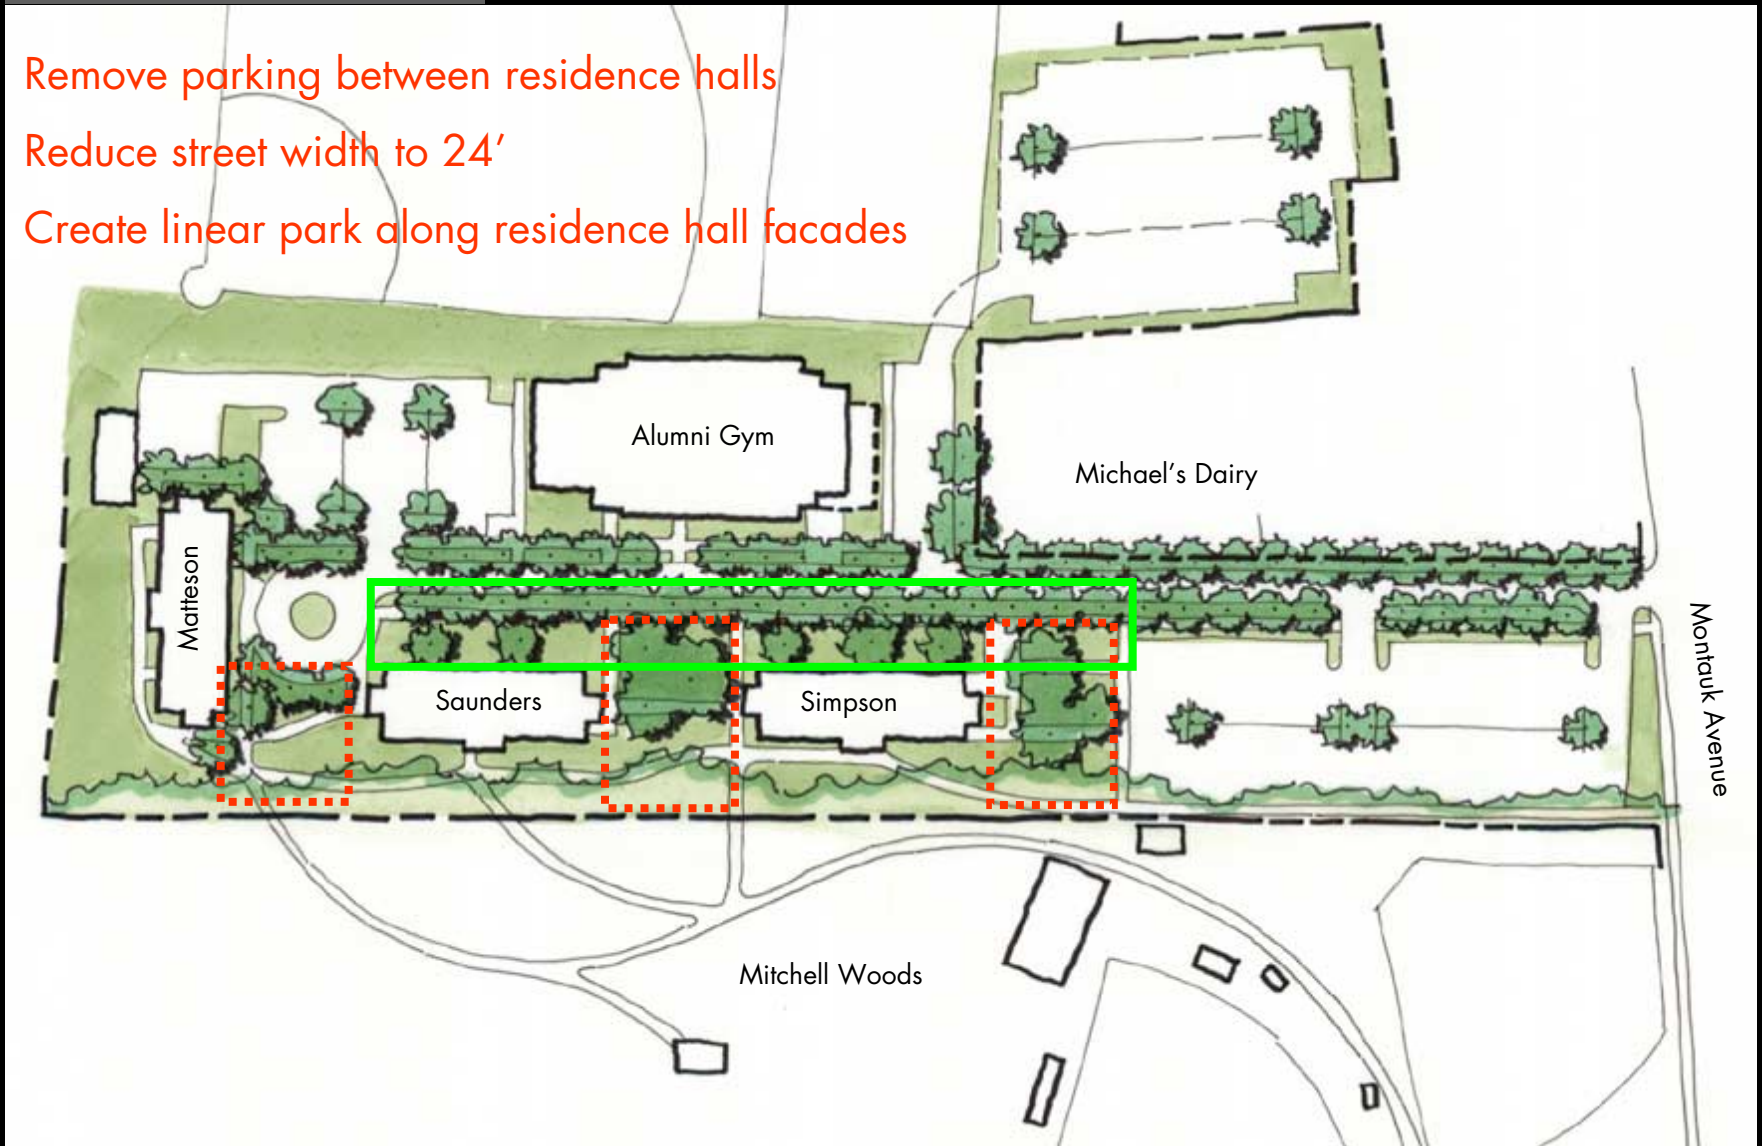 Remove parking between residence halls
Reduce street width to 24’
Create linear park along residence hall facades
Alumni Gym
Michael’s Dairy
Matteson
Saunders
Simpson
Montauk Avenue
Mitchell Woods